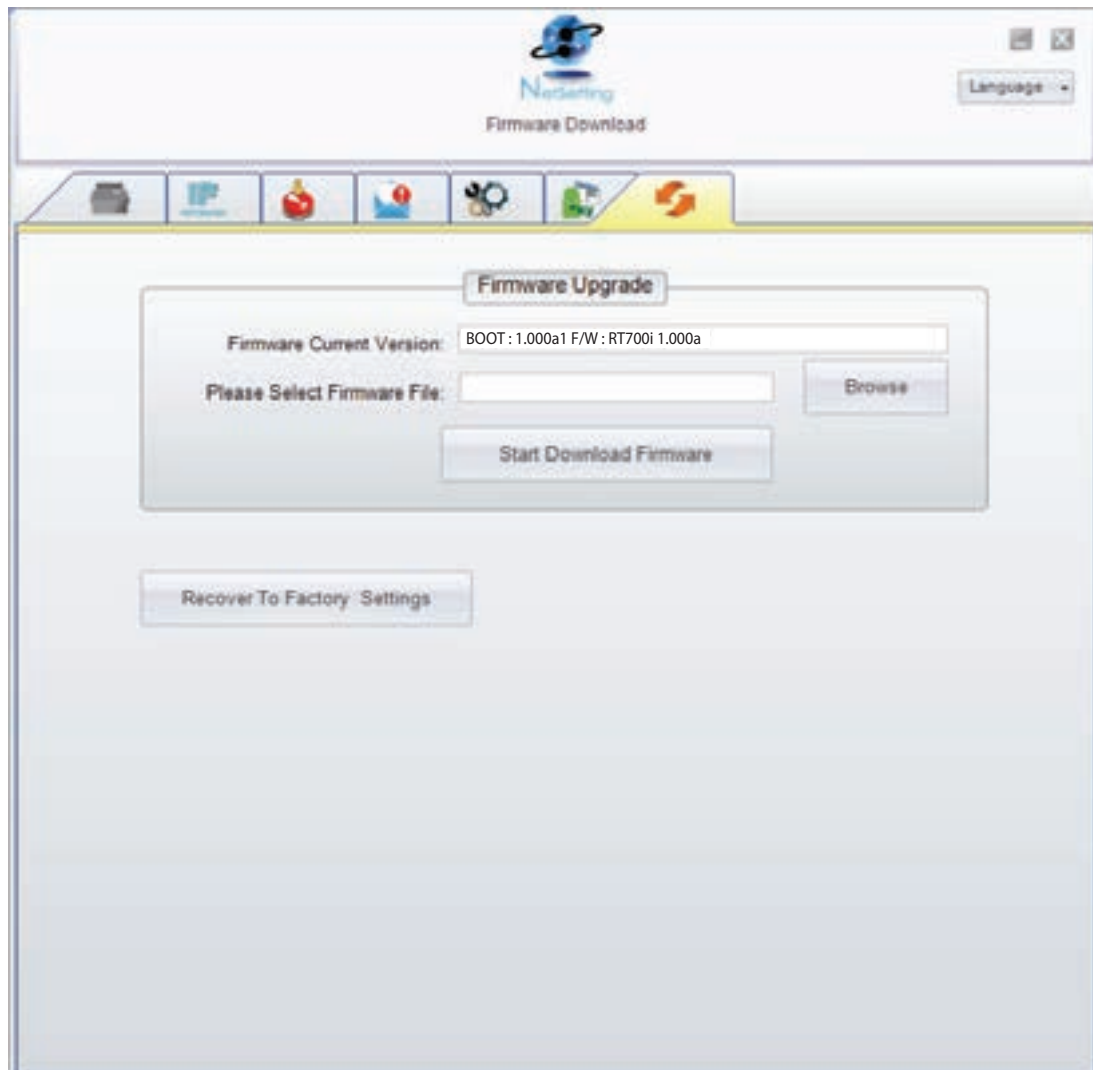 NetSetting
Language
Firmware Download
IP
Firmware Upgrade
Firmware Current Version: BOOT : 1.000a1 F/W : RT700i 1.000a
Please Select Firmware File: Browse
Start Download Firmware
Recover To Factory Settings